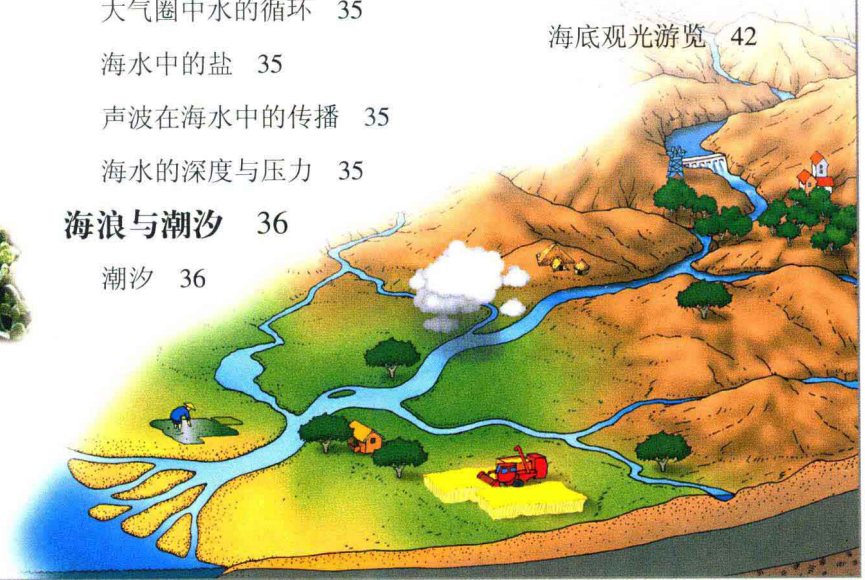 大气圈中水的循环 35
海水中的盐 35
声波在海水中的传播 35
海水的深度与压力 35
海浪与潮汐 36
潮汐 36
海底观光游览 42